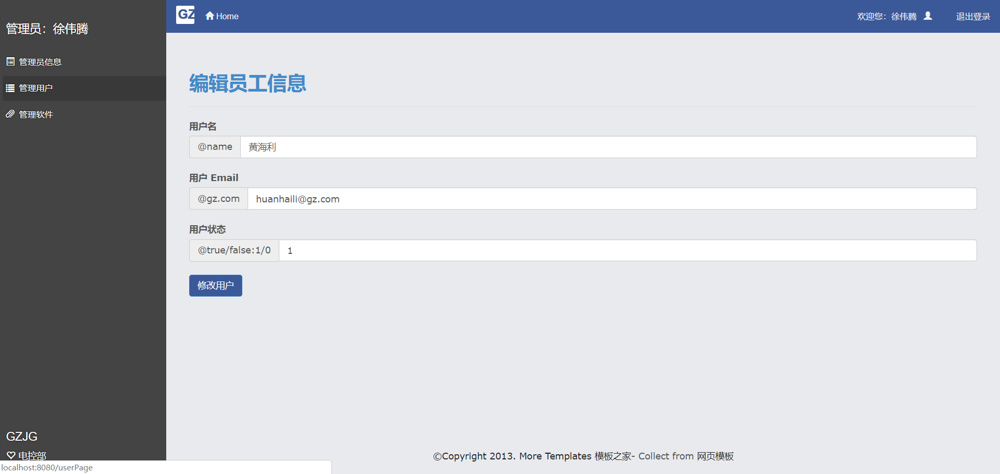 管理员：徐伟腾
管理员信息
管理用户
管理软件
GZJG
电控部
localhost:8080/userPage
GZ
Home
欢迎您：徐伟腾
退出登录
编辑员工信息
用户名
@name 黄海利
用户 Email
@gz.com huanhaili@gz.com
用户状态
@true/false:1/0 1
修改用户
©Copyright 2013. More Templates 模板之家- Collect from 网页模板